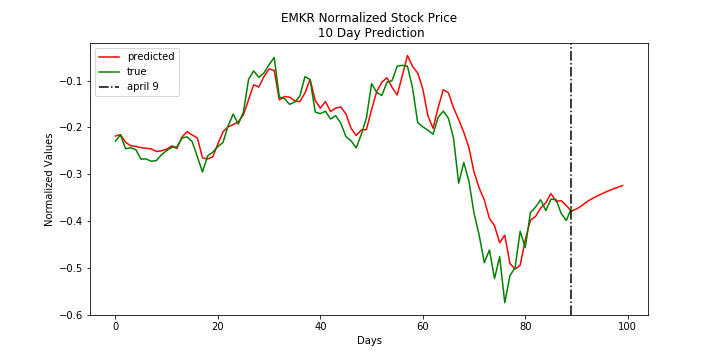 EMKR Normalized Stock Price
10 Day Prediction
predicted
true
april 9
Normalized Values
−0.1
−0.2
−0.3
−0.4
−0.5
−0.6
0
20
40
60
80
100
Days